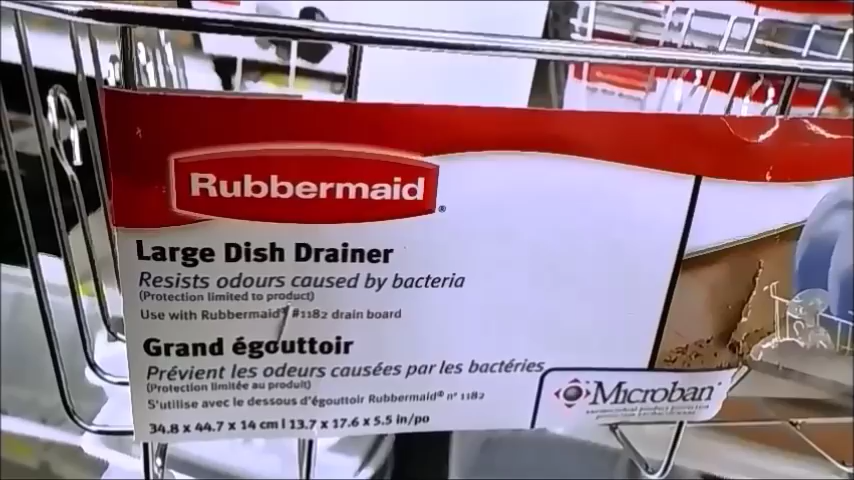 Rubbermaid®
Large Dish Drainer
Resists odours caused by bacteria
(Protection limited to product)
Use with Rubbermaid® #1182 drain board
Grand égouttoir
Prévient les odeurs causées par les bactéries
(Protection limitée au produit)
S'utilise avec le dessous d'égouttoir Rubbermaid® n° 1182
34.8 x 44.7 x 14 cm | 13.7 x 17.6 x 5.5 in/po
Microban®